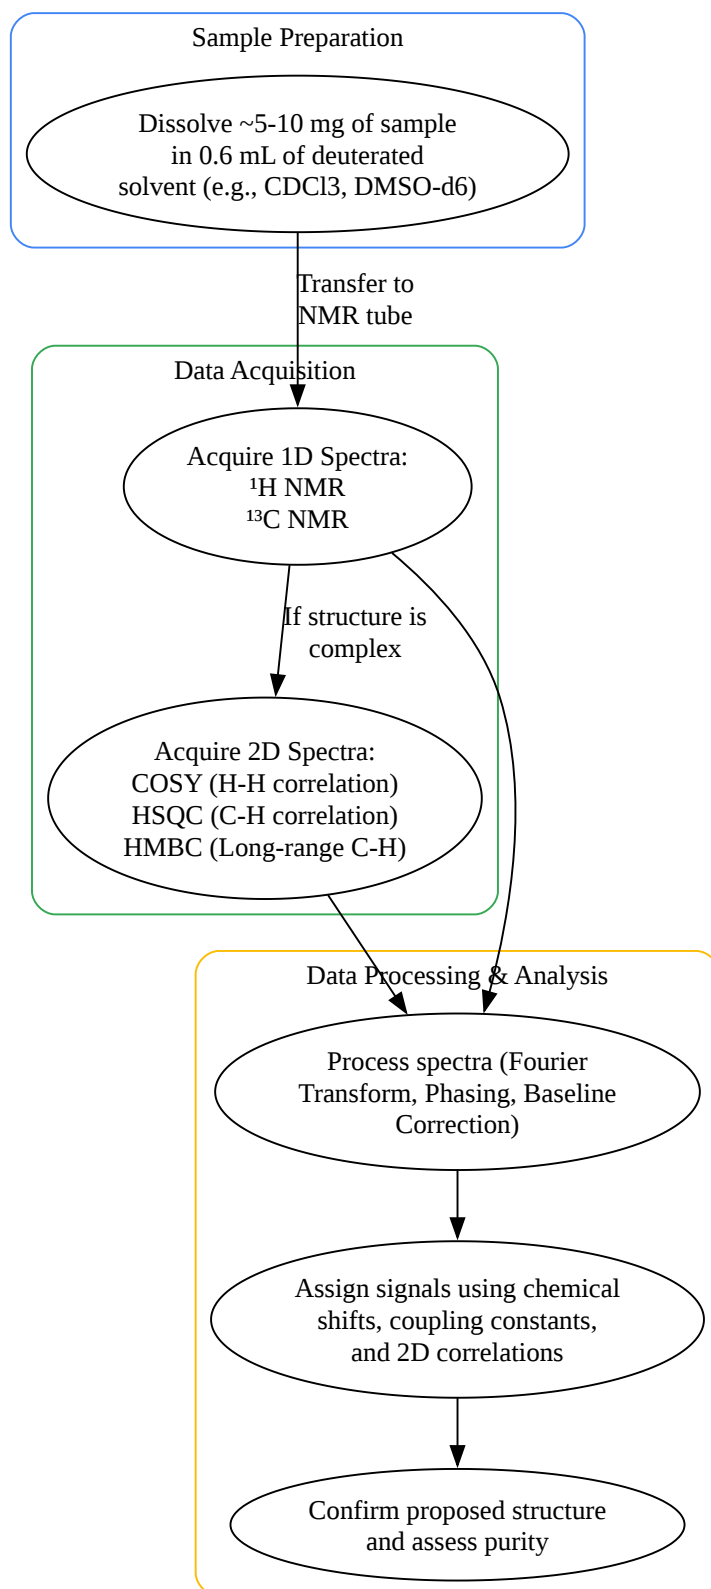 Sample Preparation
Dissolve ~5-10 mg of sample
in 0.6 mL of deuterated
solvent (e.g., CDCl3, DMSO-d6)
Transfer to
NMR tube
Data Acquisition
Acquire 1D Spectra:
¹H NMR
¹³C NMR
If structure is
complex
Acquire 2D Spectra:
COSY (H-H correlation)
HSQC (C-H correlation)
HMBC (Long-range C-H)
Data Processing & Analysis
Process spectra (Fourier
Transform, Phasing, Baseline
Correction)
Assign signals using chemical
shifts, coupling constants,
and 2D correlations
Confirm proposed structure
and assess purity